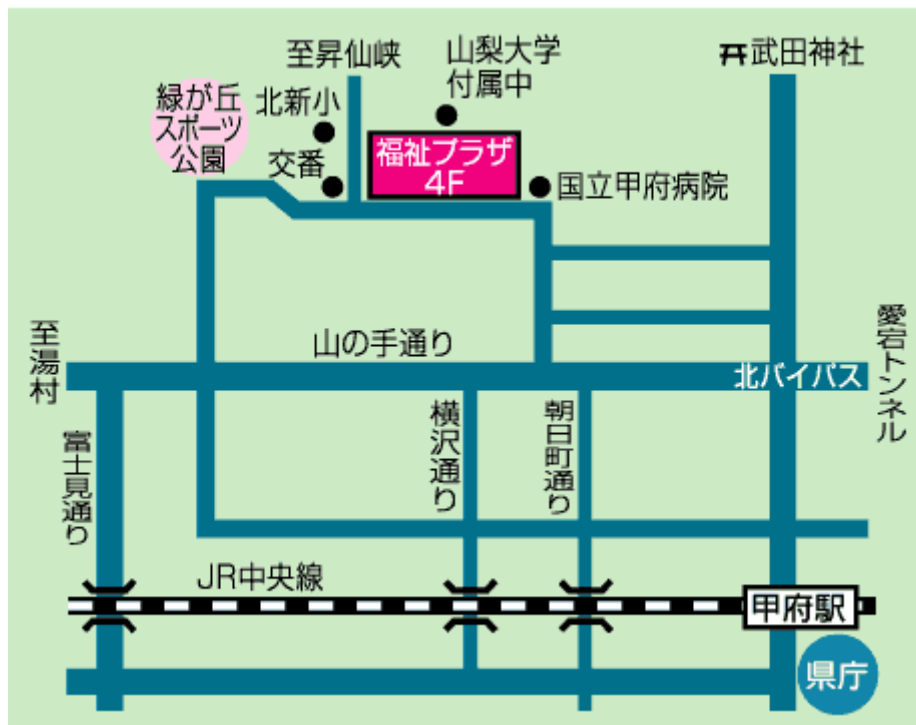 至昇仙峡
山梨大学
付属中
武田神社
緑が丘
スポーツ
公園
北新小
交番
福祉プラザ
4F
国立甲府病院
至湯村
山の手通り
北バイパス
愛宕トンネル
富士見通り
横沢通り
朝日町通り
JR中央線
甲府駅
県庁